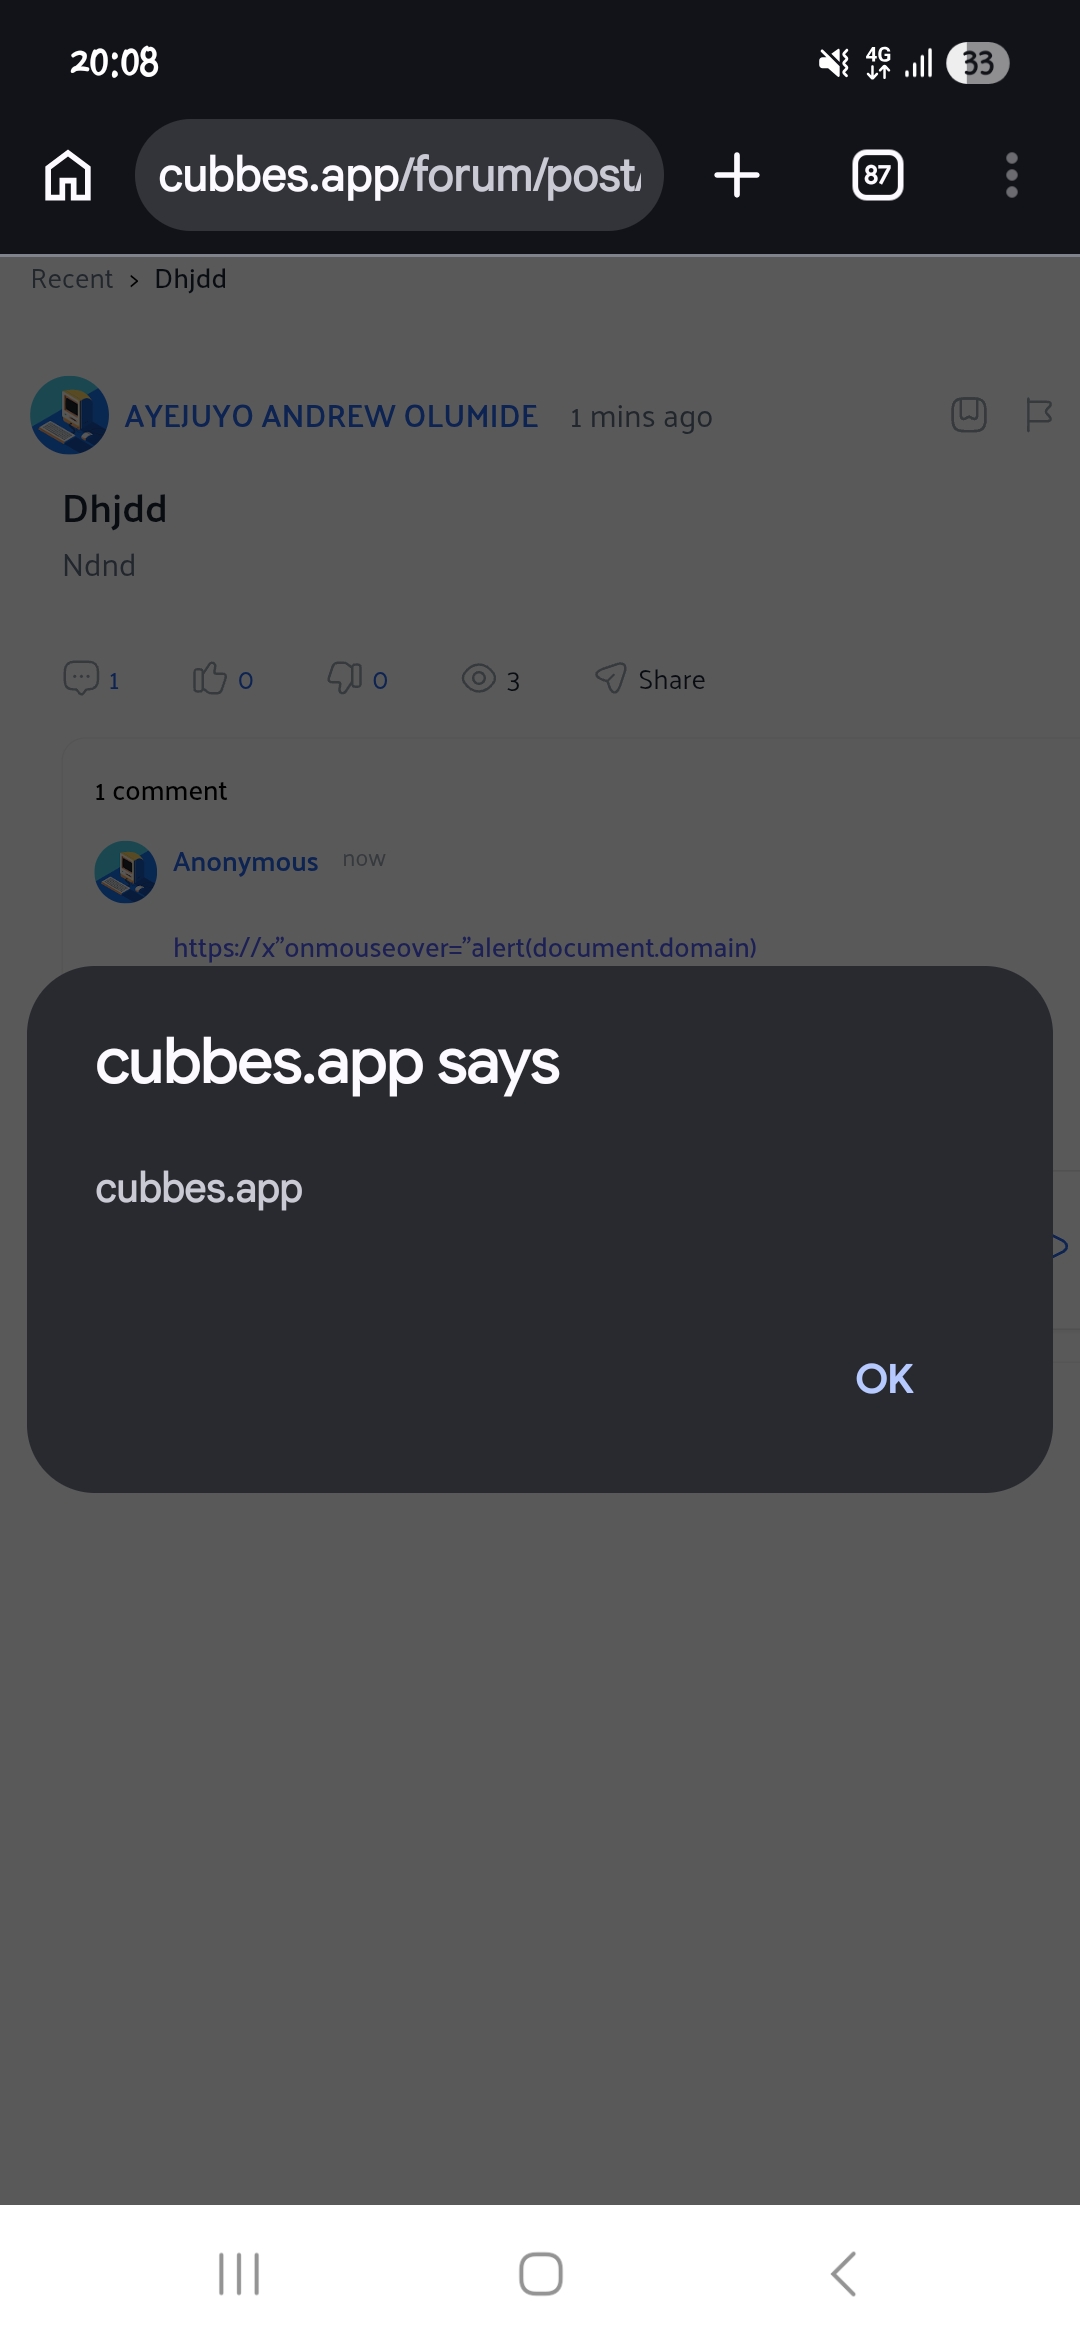 20:08
4G
33
cubbes.app/forum/post/
87
Recent > Dhjdd
AYEJUYO ANDREW OLUMIDE 1 mins ago
Dhjdd
Ndnd
1 0 0 3 Share
1 comment
Anonymous now
https://x”onmouseover=”alert(document.domain)
cubbes.app says
cubbes.app
OK